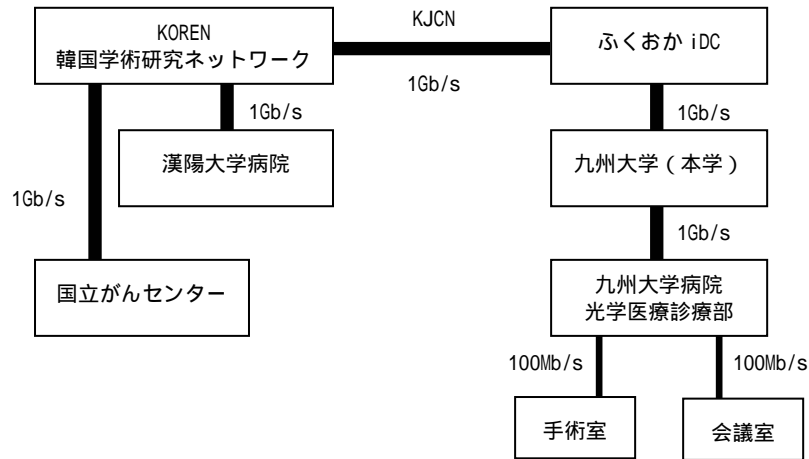 KOREN
韓国学術研究ネットワーク
KJCN
1Gb/s
ふくおか iDC
1Gb/s
漢陽大学病院
1Gb/s
九州大学(本学)
1Gb/s
1Gb/s
国立がんセンター
九州大学病院
光学医療診療部
100Mb/s
100Mb/s
手術室
会議室